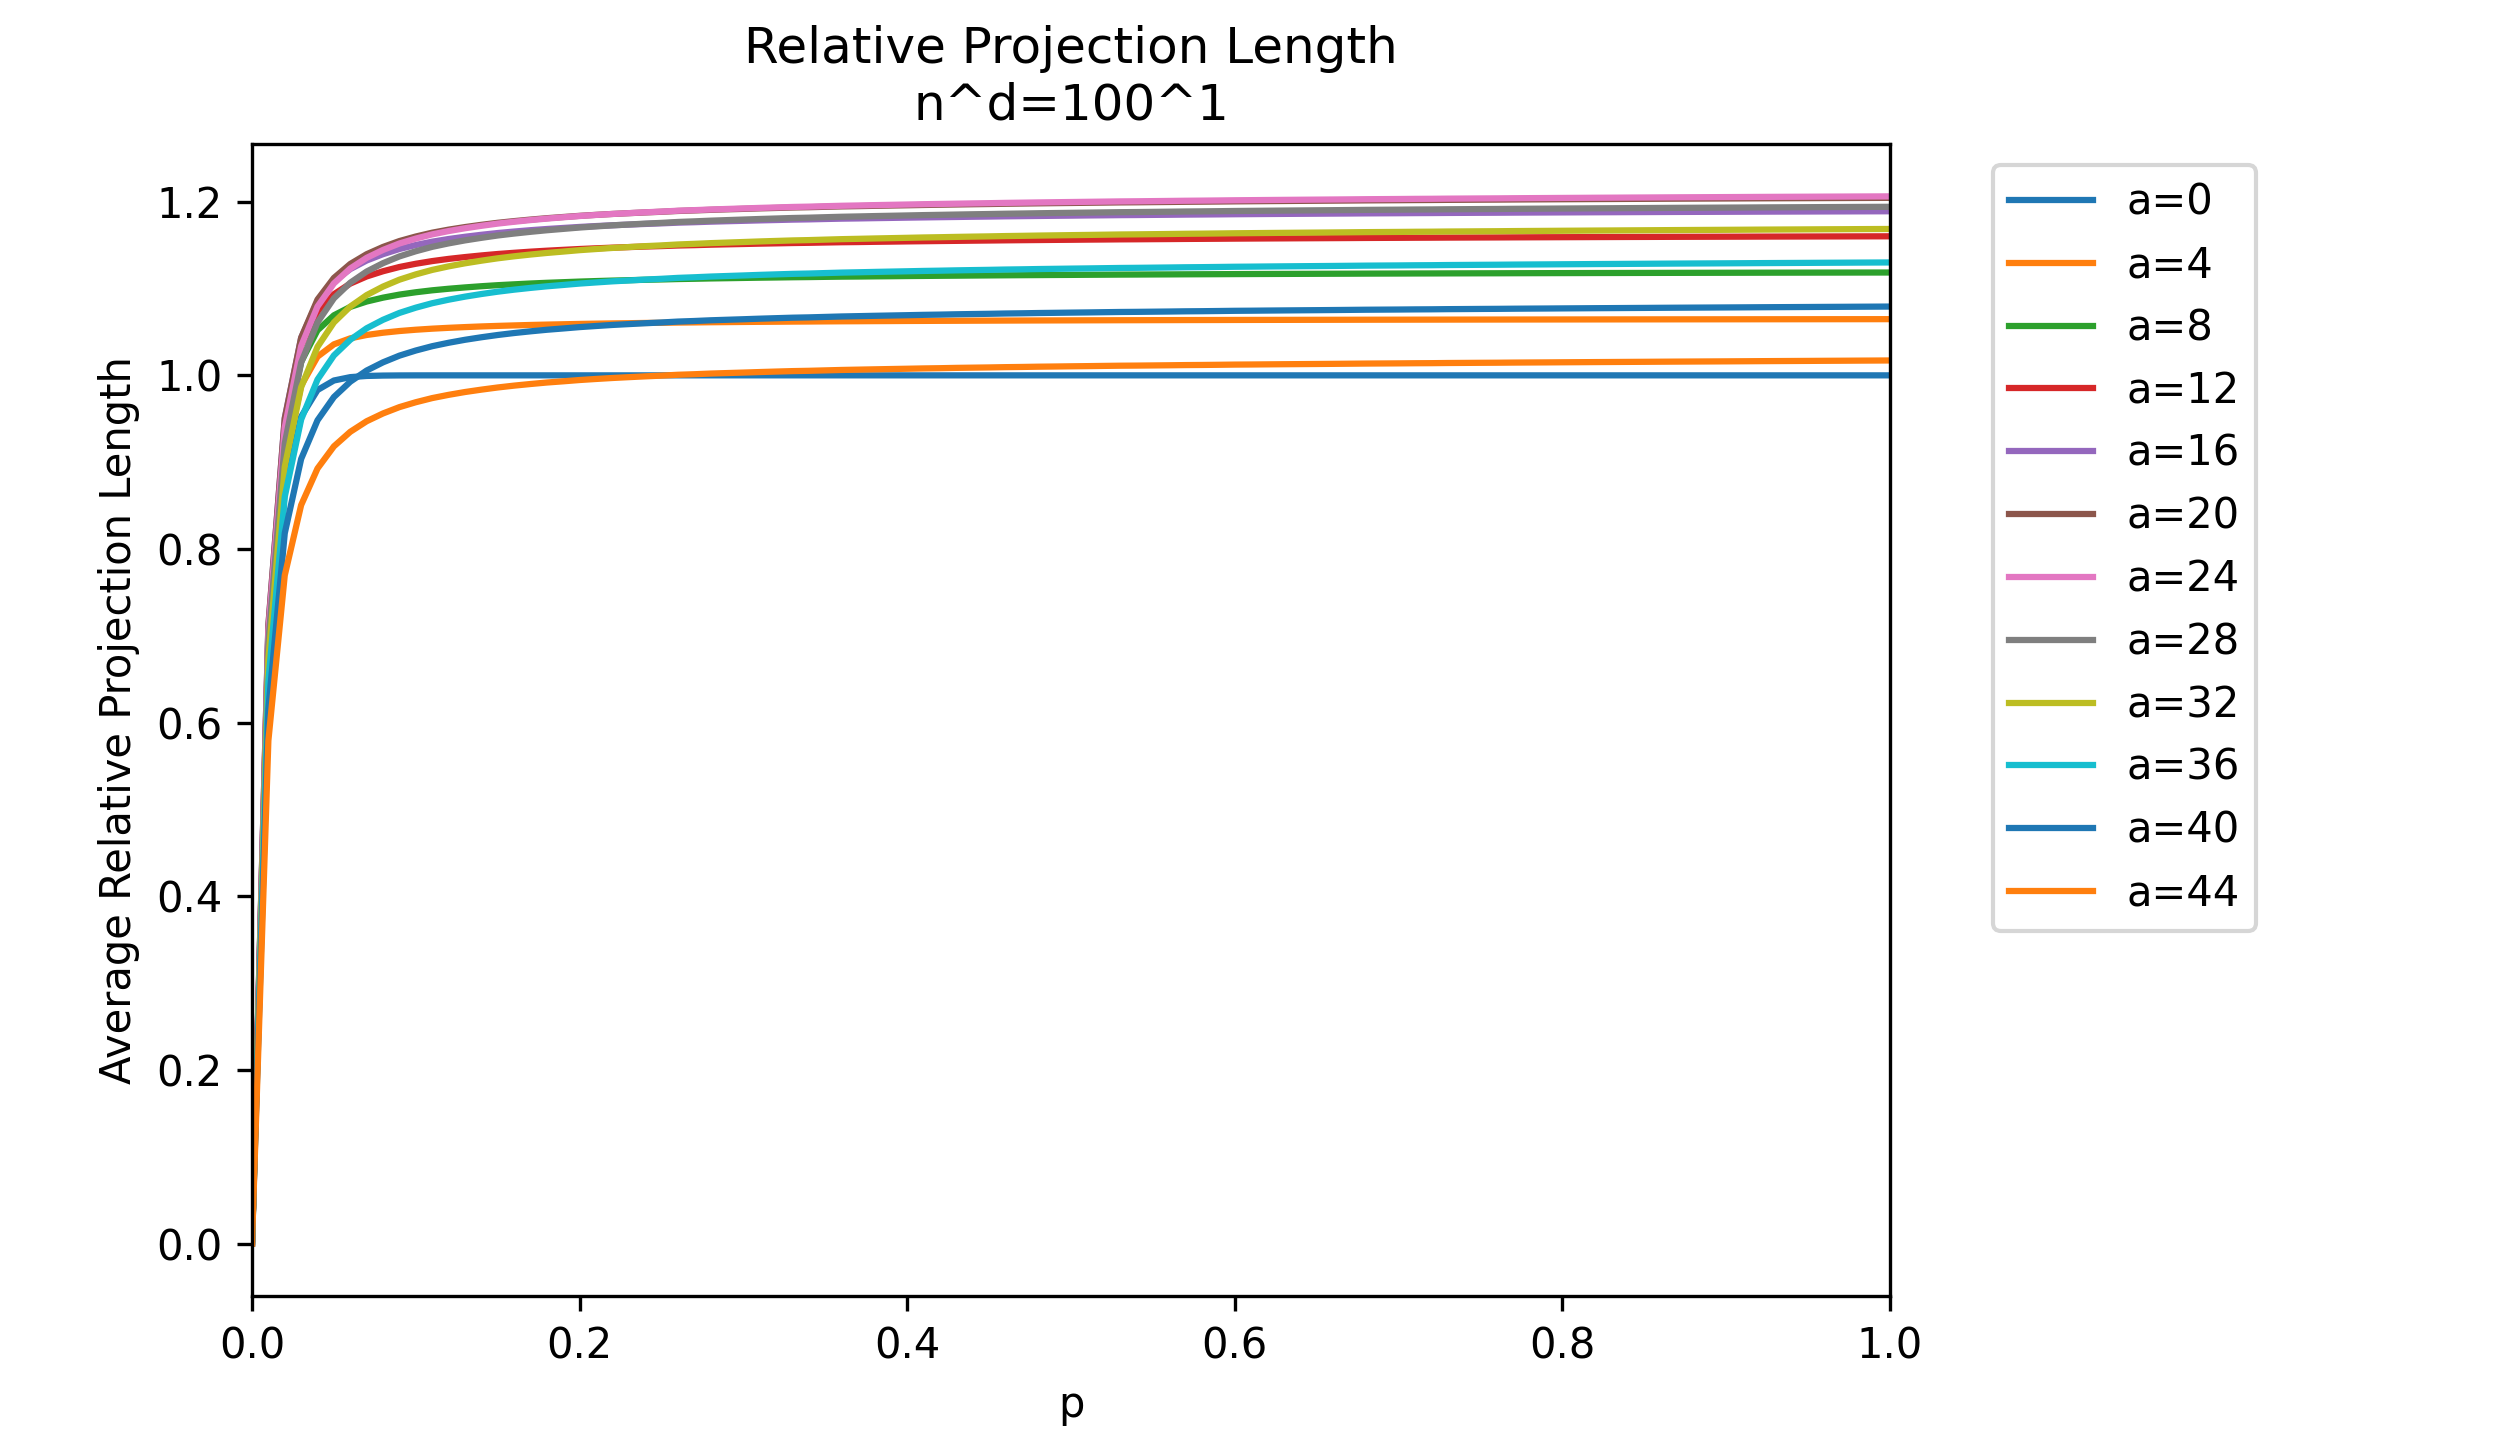 Relative Projection Length
n^d=100^1
Average Relative Projection Length
1.2
1.0
0.8
0.6
0.4
0.2
0.0
0.0 0.2 0.4 0.6 0.8 1.0
p
a=0
a=4
a=8
a=12
a=16
a=20
a=24
a=28
a=32
a=36
a=40
a=44